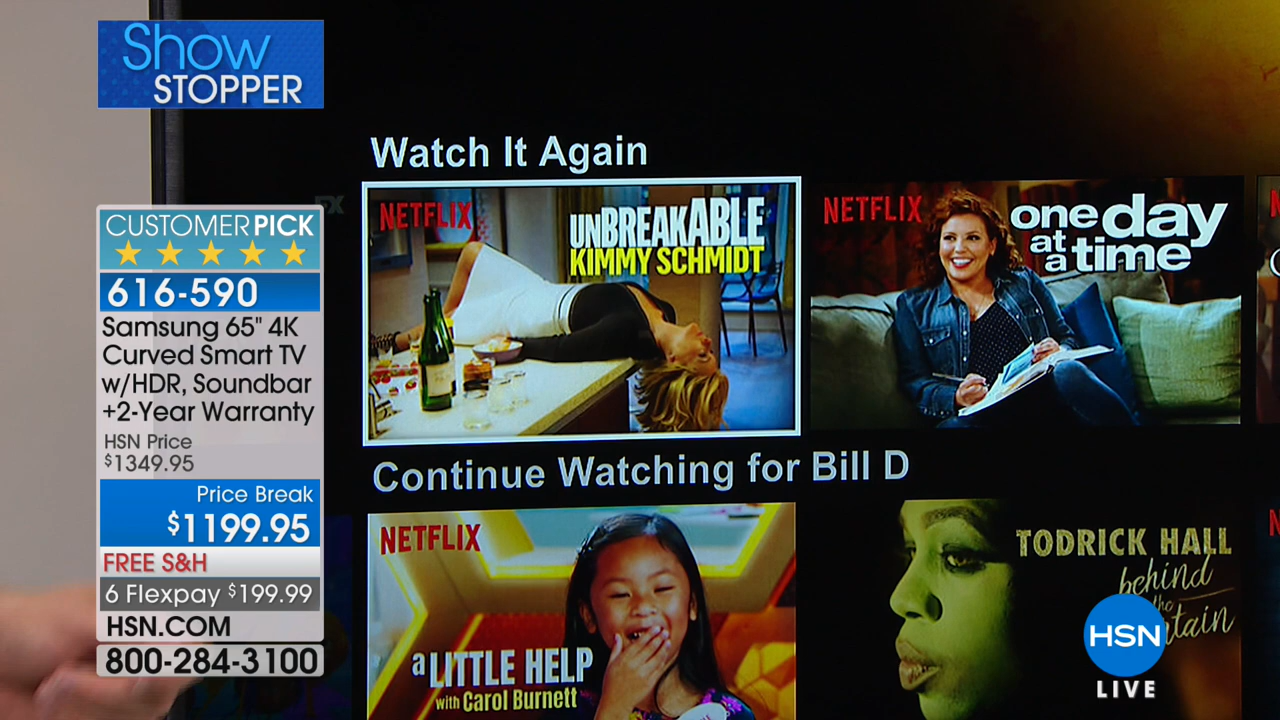 Show
STOPPER
CUSTOMER PICK
616-590
Samsung 65" 4K
Curved Smart TV
w/HDR, Soundbar
+2-Year Warranty
HSN Price
$1349.95
Price Break
$1199.95
FREE S&H
6 Flexpay $199.99
HSN.COM
800-284-3100
Watch It Again
NETFLIX
UNBREAKABLE
KIMMY SCHMIDT
NETFLIX
one day
at
a time
Continue Watching for Bill D
NETFLIX
a LITTLE HELP
with Carol Burnett
TODRICK HALL
behind
the
tain
HSN
LIVE